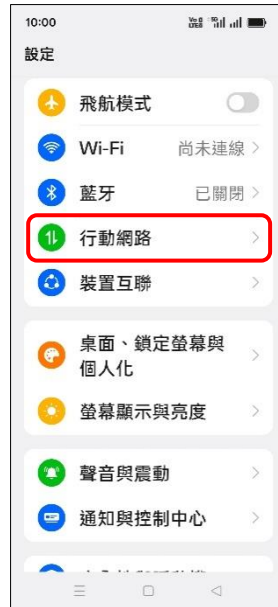 10:00
設定
飛航模式
Wi-Fi 尚未連線
藍牙 已關閉
行動網路
裝置互聯
桌面、鎖定螢幕與
個人化
螢幕顯示與亮度
聲音與震動
通知與控制中心